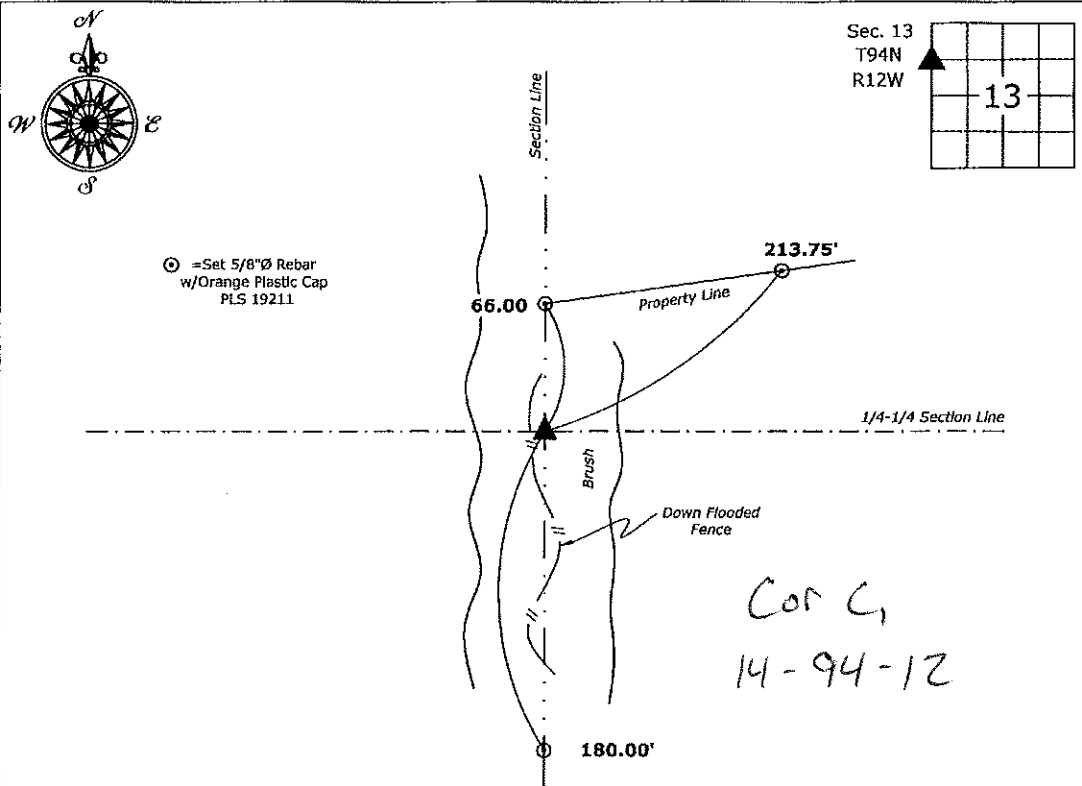 N
W
E
S
Sec. 13
T94N
R12W
13
Section Line
⊙ =Set 5/8"Ø Rebar
w/Orange Plastic Cap
PLS 19211
213.75'
66.00
Property Line
1/4-1/4 Section Line
Brush
Down Flooded
Fence
Cor C,
14-94-12
180.00'